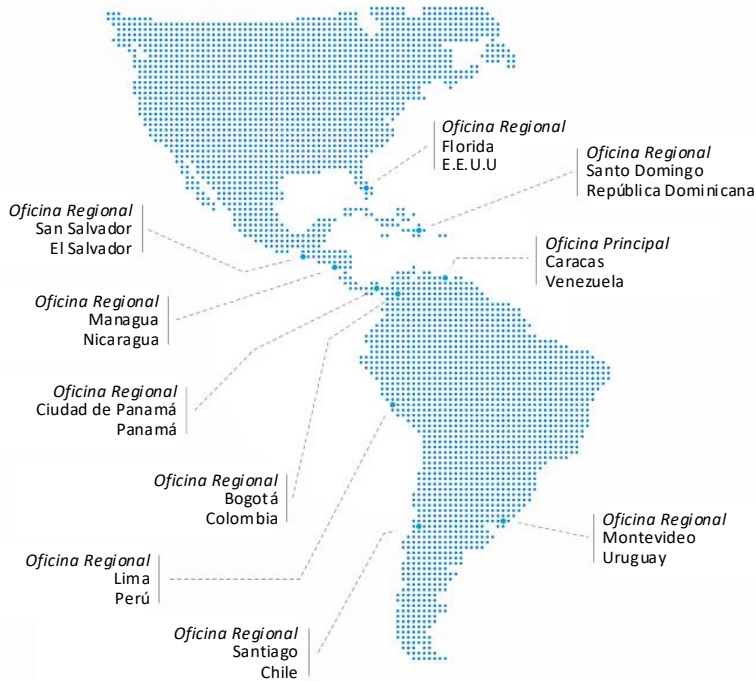 Oficina Regional
Florida
E.E.U.U
Oficina Regional
Santo Domingo
República Dominicana
Oficina Regional
San Salvador
El Salvador
Oficina Principal
Caracas
Venezuela
Oficina Regional
Managua
Nicaragua
Oficina Regional
Ciudad de Panamá
Panamá
Oficina Regional
Bogotá
Colombia
Oficina Regional
Montevideo
Uruguay
Oficina Regional
Lima
Perú
Oficina Regional
Santiago
Chile